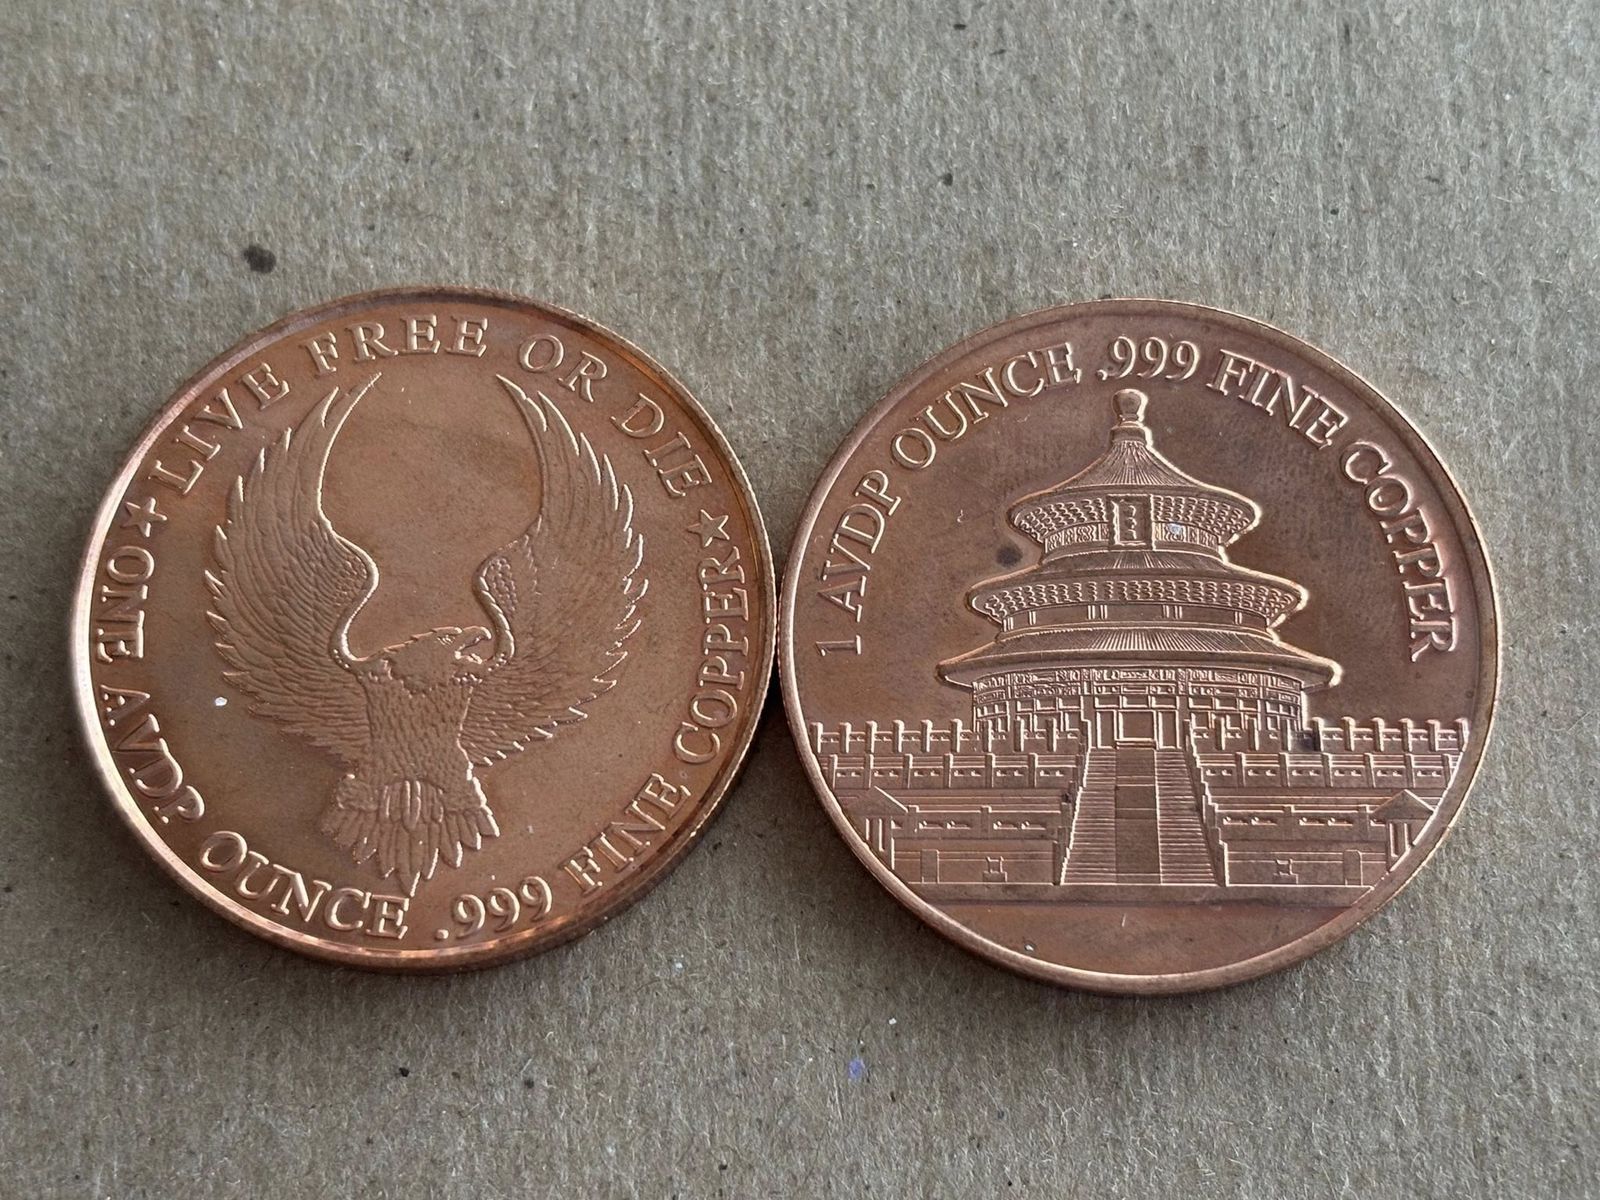 LIVE FREE OR DIE
ONE AVDP OUNCE .999 FINE COPPER
1 AVDP OUNCE .999 FINE COPPER